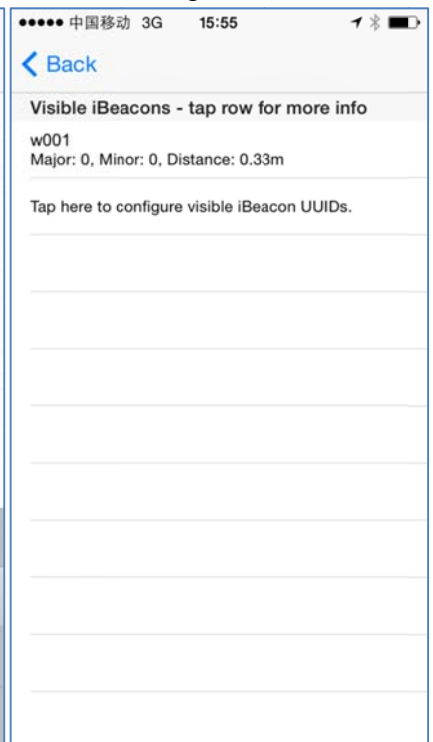 ●●●●● 中国移动 3G 15:55
Back
Visible iBeacons - tap row for more info
w001
Major: 0, Minor: 0, Distance: 0.33m
Tap here to configure visible iBeacon UUIDs.